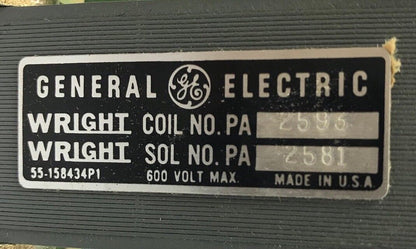 GENERAL GE ELECTRIC
WRIGHT COIL NO. PA 2593
WRIGHT SOL NO. PA 2581
55-158434P1 600 VOLT MAX. MADE IN U.S.A